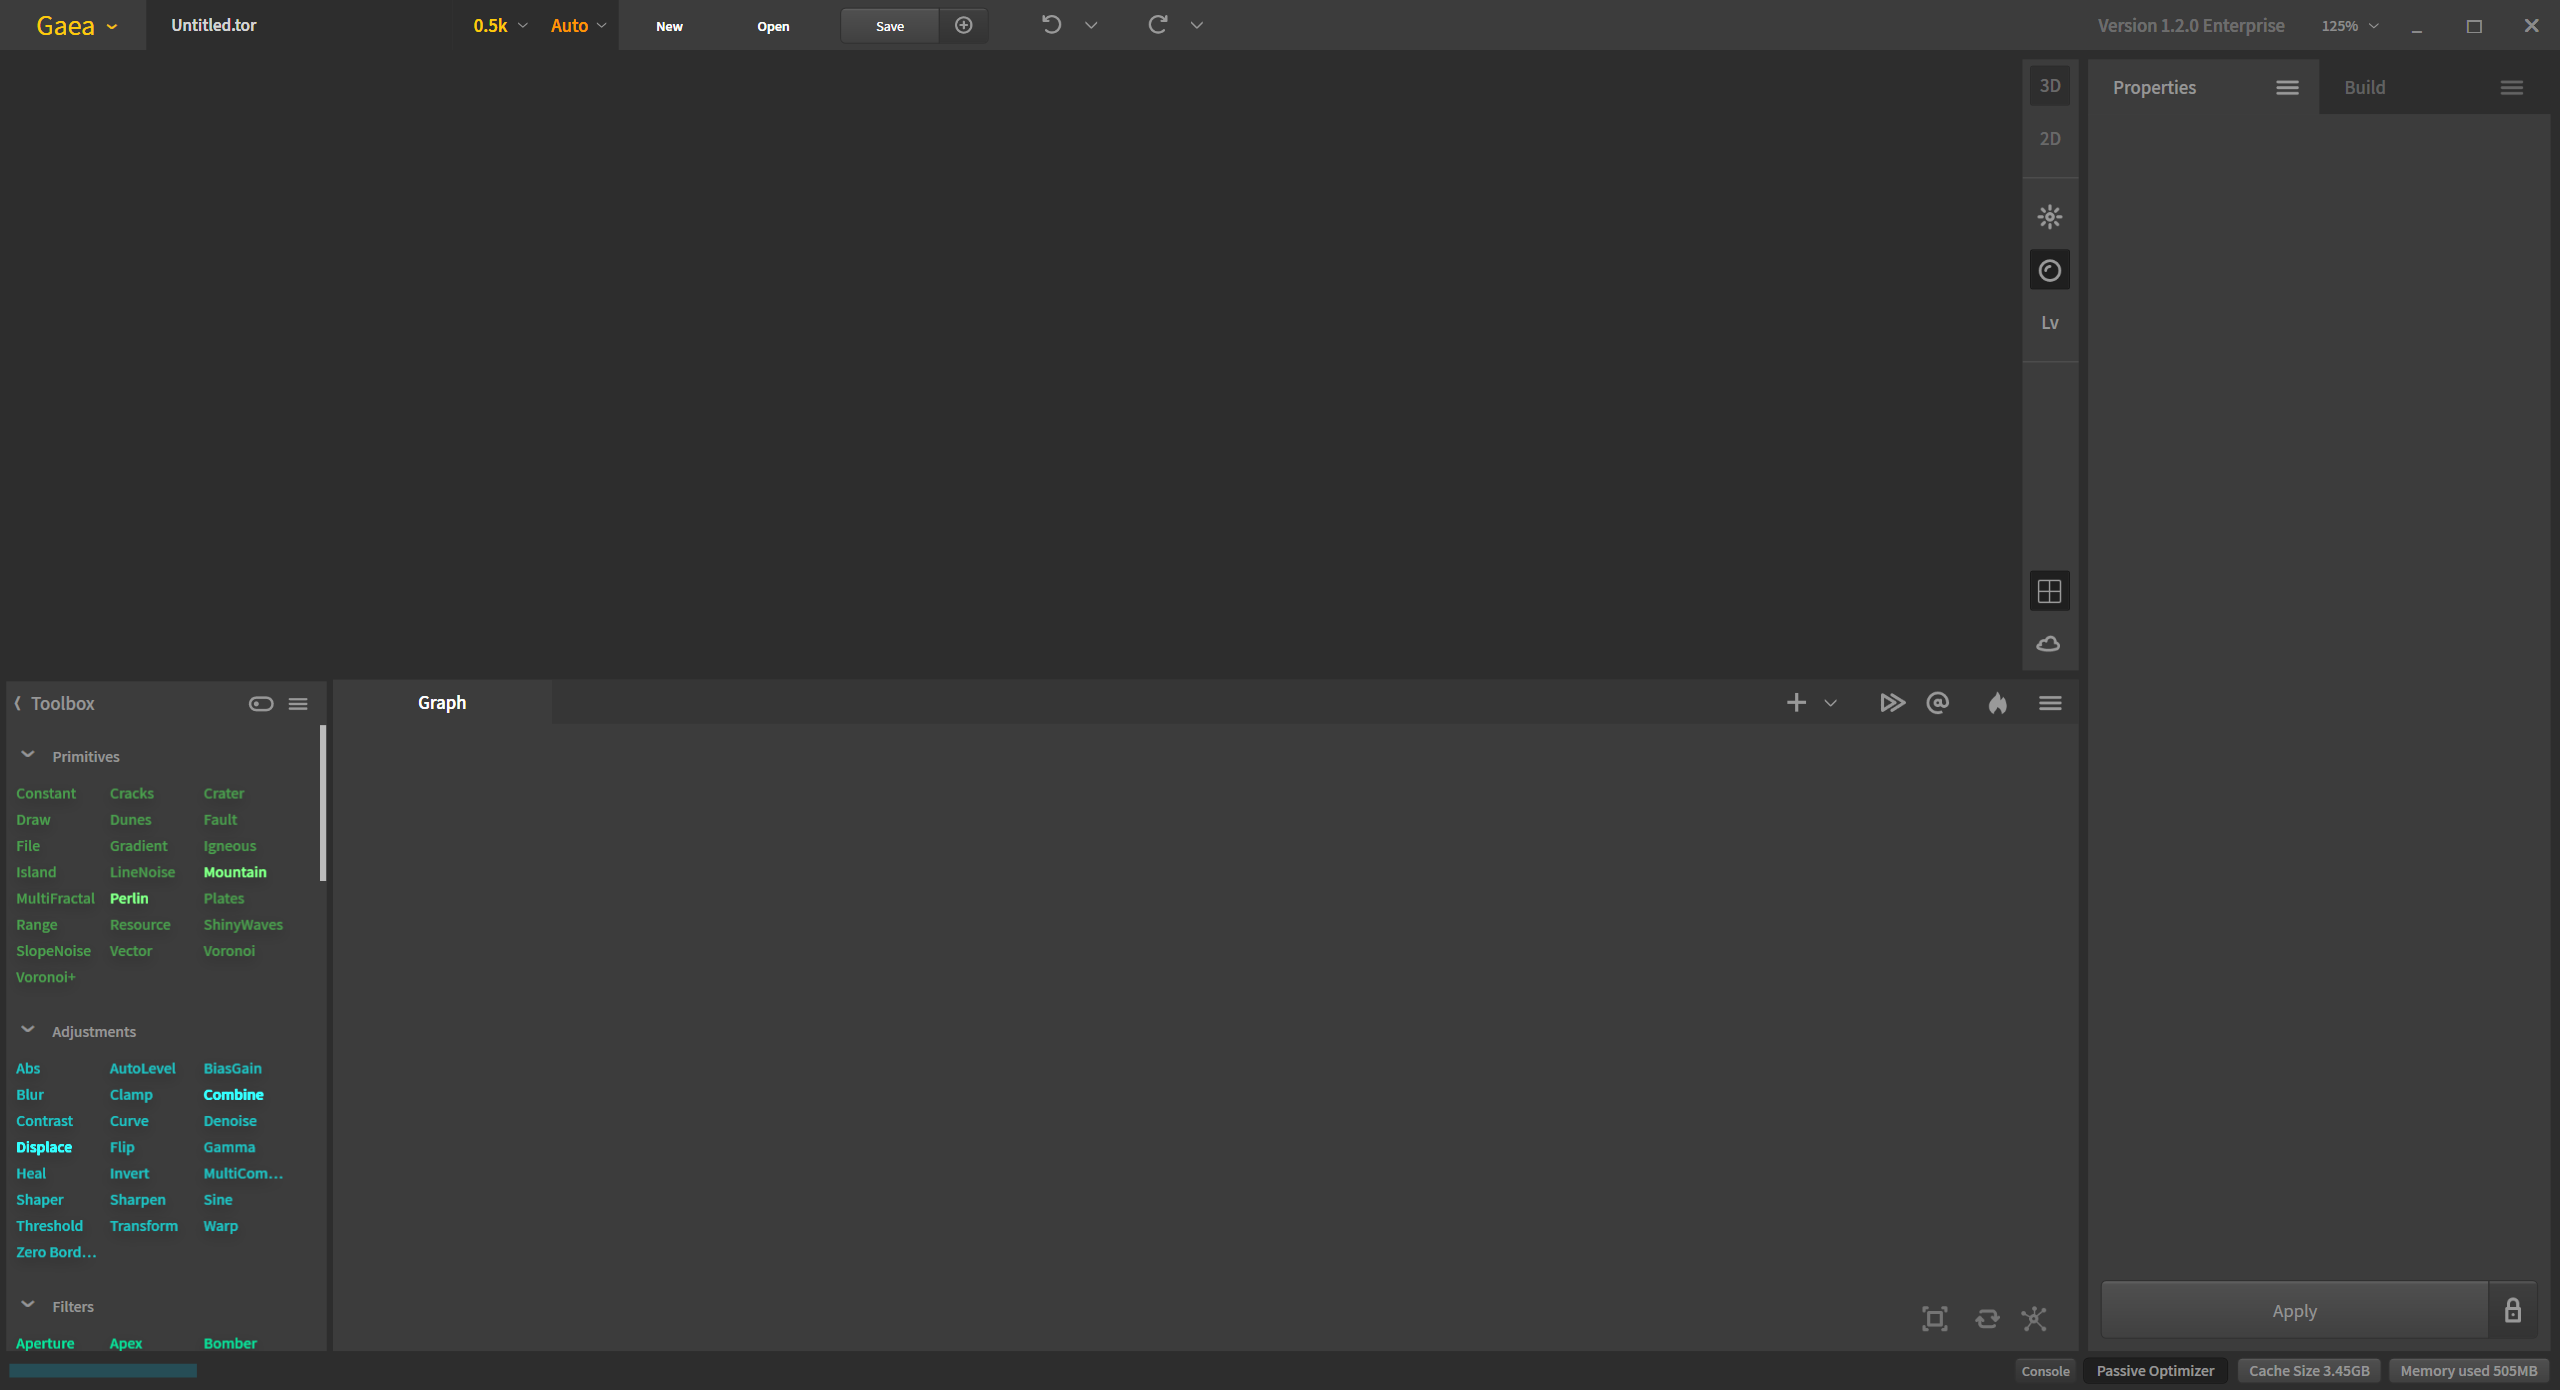 Gaea Untitled.tor 0.5k Auto New Open Save Version 1.2.0 Enterprise 125%
3D
2D
Lv
Properties Build
Toolbox
Primitives
Constant Cracks Crater
Draw Dunes Fault
File Gradient Igneous
Island LineNoise Mountain
MultiFractal Perlin Plates
Range Resource ShinyWaves
SlopeNoise Vector Voronoi
Voronoi+
Adjustments
Abs AutoLevel BiasGain
Blur Clamp Combine
Contrast Curve Denoise
Displace Flip Gamma
Heal Invert MultiCom...
Shaper Sharpen Sine
Threshold Transform Warp
Zero Bord...
Filters
Aperture Apex Bomber
Graph
Apply
Console Passive Optimizer Cache Size 3.45GB Memory used 505MB